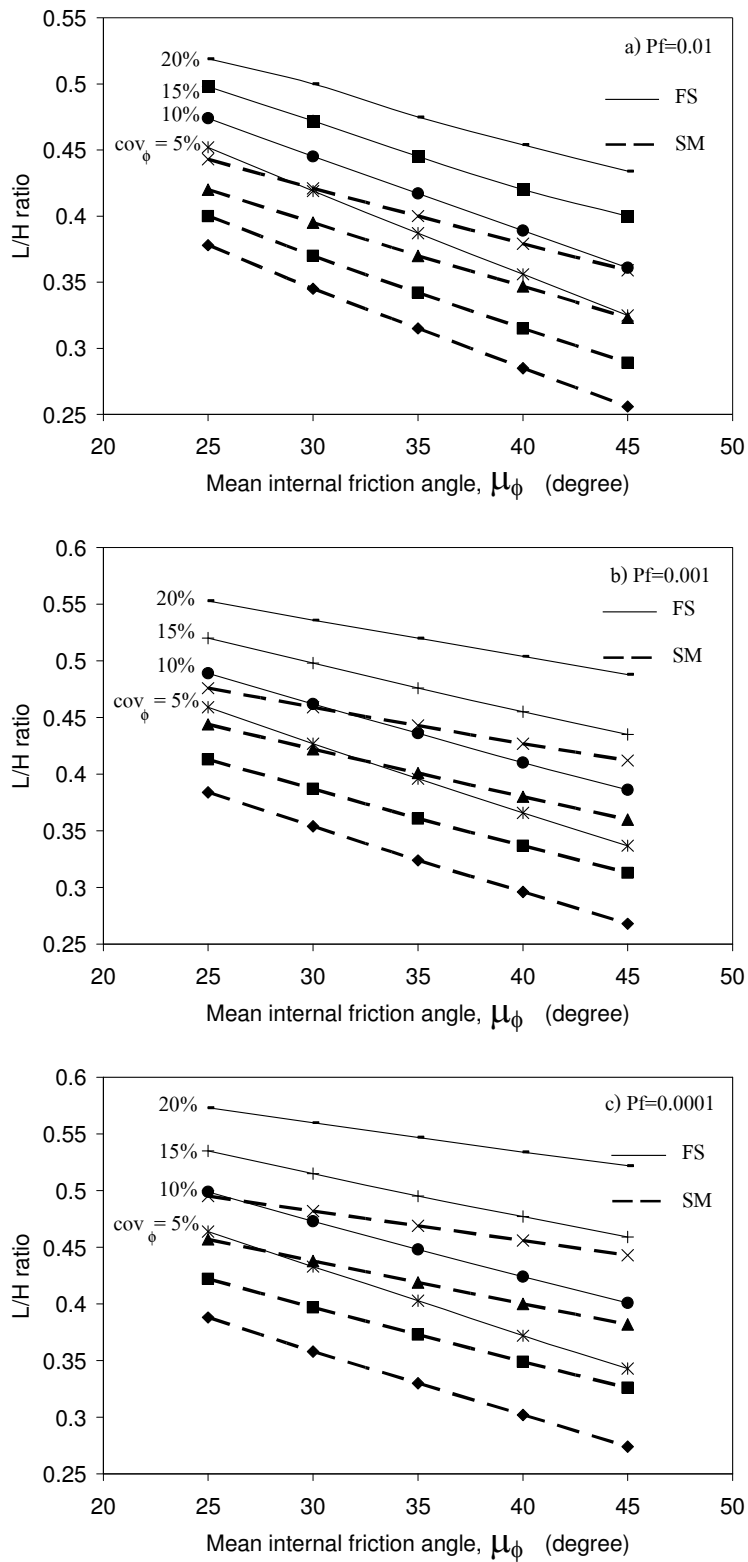 0.55
0.5
0.45
0.4
0.35
0.3
0.25
L/H ratio
20%
15%
10%
cov_ϕ = 5%
a) Pf=0.01
FS
SM
20 25 30 35 40 45 50
Mean internal friction angle, μ_ϕ (degree)
0.6
0.55
0.5
0.45
0.4
0.35
0.3
0.25
L/H ratio
20%
15%
10%
cov_ϕ = 5%
b) Pf=0.001
FS
SM
20 25 30 35 40 45 50
Mean internal friction angle, μ_ϕ (degree)
0.6
0.55
0.5
0.45
0.4
0.35
0.3
0.25
L/H ratio
20%
15%
10%
cov_ϕ = 5%
c) Pf=0.0001
FS
SM
20 25 30 35 40 45 50
Mean internal friction angle, μ_ϕ (degree)